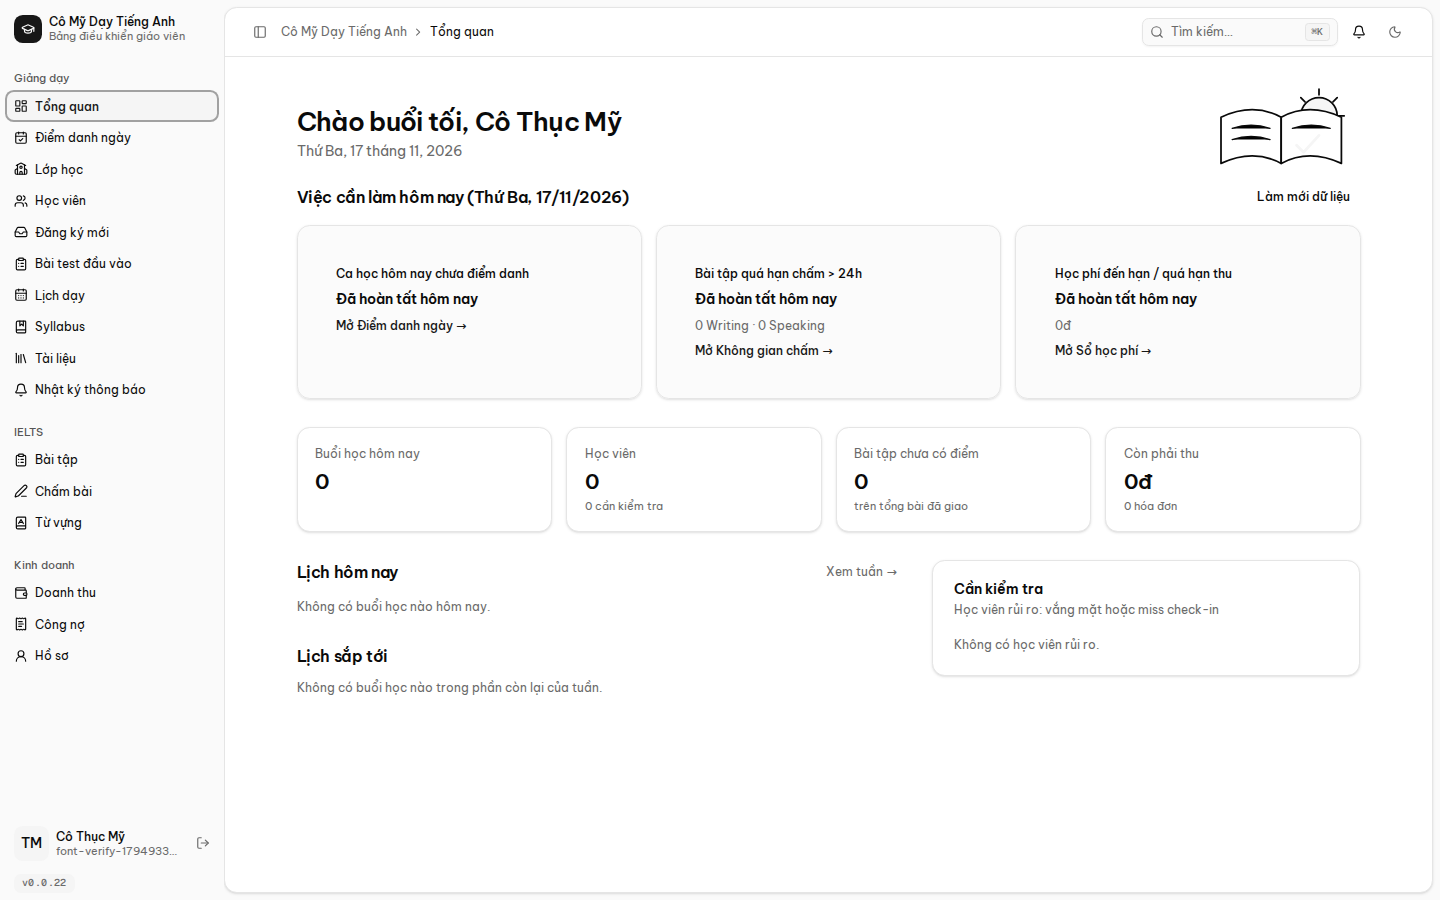 Cô Mỹ Dạy Tiếng Anh
Bảng điều khiển giáo viên
Giảng dạy
Tổng quan
Điểm danh ngày
Lớp học
Học viên
Đăng ký mới
Bài test đầu vào
Lịch dạy
Syllabus
Tài liệu
Nhật ký thông báo
IELTS
Bài tập
Chấm bài
Từ vựng
Kinh doanh
Doanh thu
Công nợ
Hồ sơ
TM
Cô Thục Mỹ
font-verify-1794933...
v0.0.22
Cô Mỹ Dạy Tiếng Anh > Tổng quan
Tìm kiếm...
⌘K
Chào buổi tối, Cô Thục Mỹ
Thứ Ba, 17 tháng 11, 2026
Việc cần làm hôm nay (Thứ Ba, 17/11/2026)
Làm mới dữ liệu
Ca học hôm nay chưa điểm danh
Đã hoàn tất hôm nay
Mở Điểm danh ngày →
Bài tập quá hạn chấm > 24h
Đã hoàn tất hôm nay
0 Writing · 0 Speaking
Mở Không gian chấm →
Học phí đến hạn / quá hạn thu
Đã hoàn tất hôm nay
0đ
Mở Sổ học phí →
Buổi học hôm nay
0
Học viên
0
0 cần kiểm tra
Bài tập chưa có điểm
0
trên tổng bài đã giao
Còn phải thu
0đ
0 hóa đơn
Lịch hôm nay
Xem tuần →
Không có buổi học nào hôm nay.
Lịch sắp tới
Không có buổi học nào trong phần còn lại của tuần.
Cần kiểm tra
Học viên rủi ro: vắng mặt hoặc miss check-in
Không có học viên rủi ro.